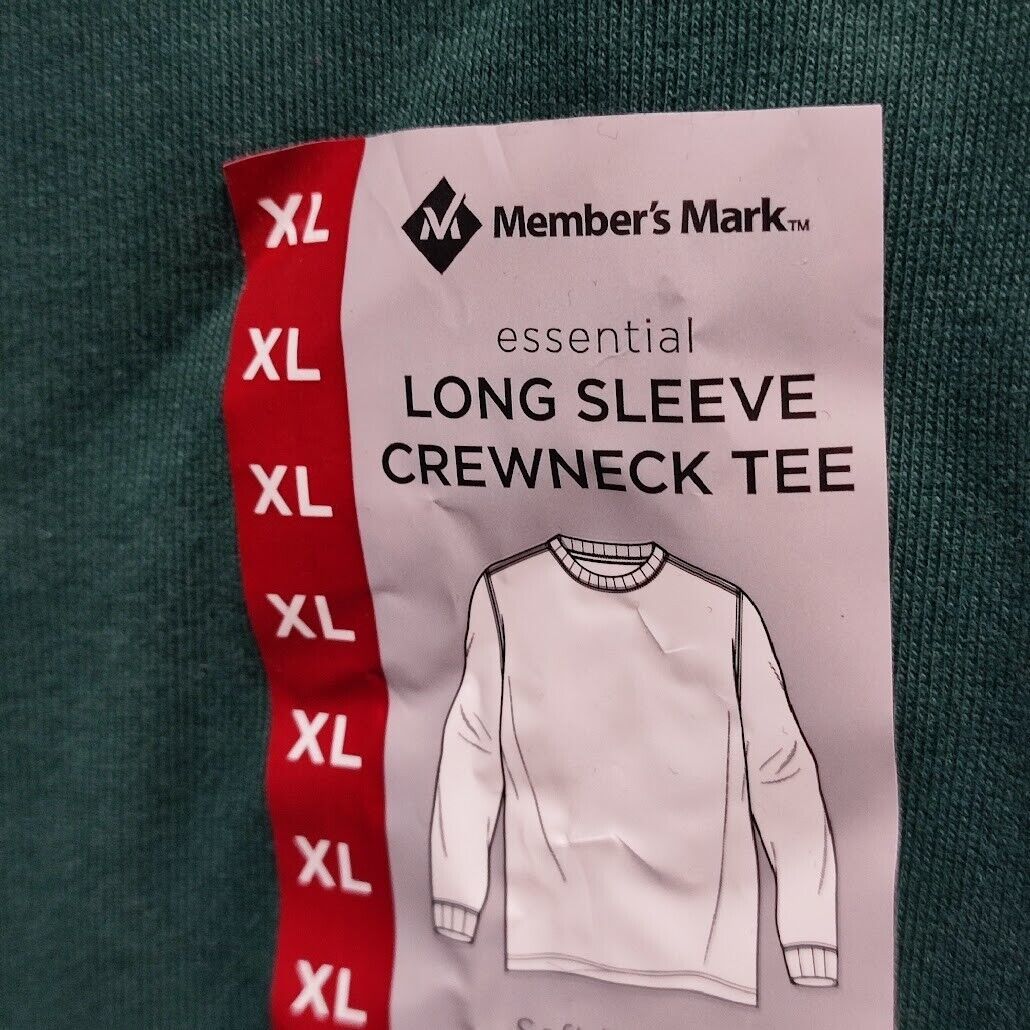 XL
XL
XL
XL
XL
XL
XL
Member's Mark™
essential
LONG SLEEVE
CREWNECK TEE